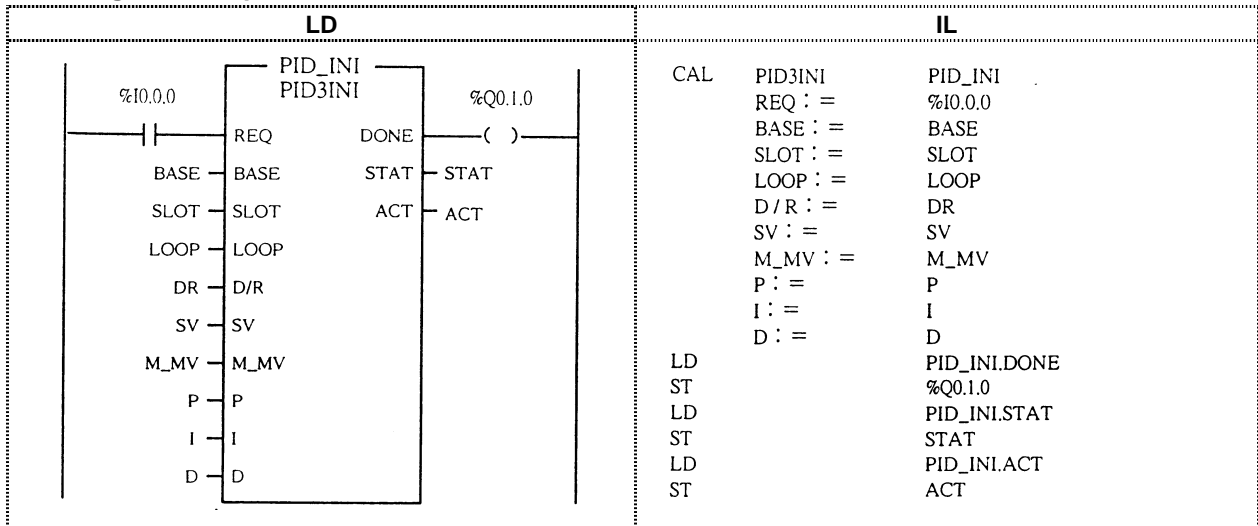 LD
IL
PID_INI
PID3INI
%I0.0.0
%Q0.1.0
REQ DONE
( )
BASE BASE STAT STAT
SLOT SLOT ACT ACT
LOOP LOOP
DR D/R
SV SV
M_MV M_MV
P P
I I
D D
CAL PID3INI PID_INI
REQ : = %I0.0.0
BASE : = BASE
SLOT : = SLOT
LOOP : = LOOP
D / R : = DR
SV : = SV
M_MV : = M_MV
P : = P
I : = I
D : = D
LD PID_INI.DONE
ST %Q0.1.0
LD PID_INI.STAT
ST STAT
LD PID_INI.ACT
ST ACT